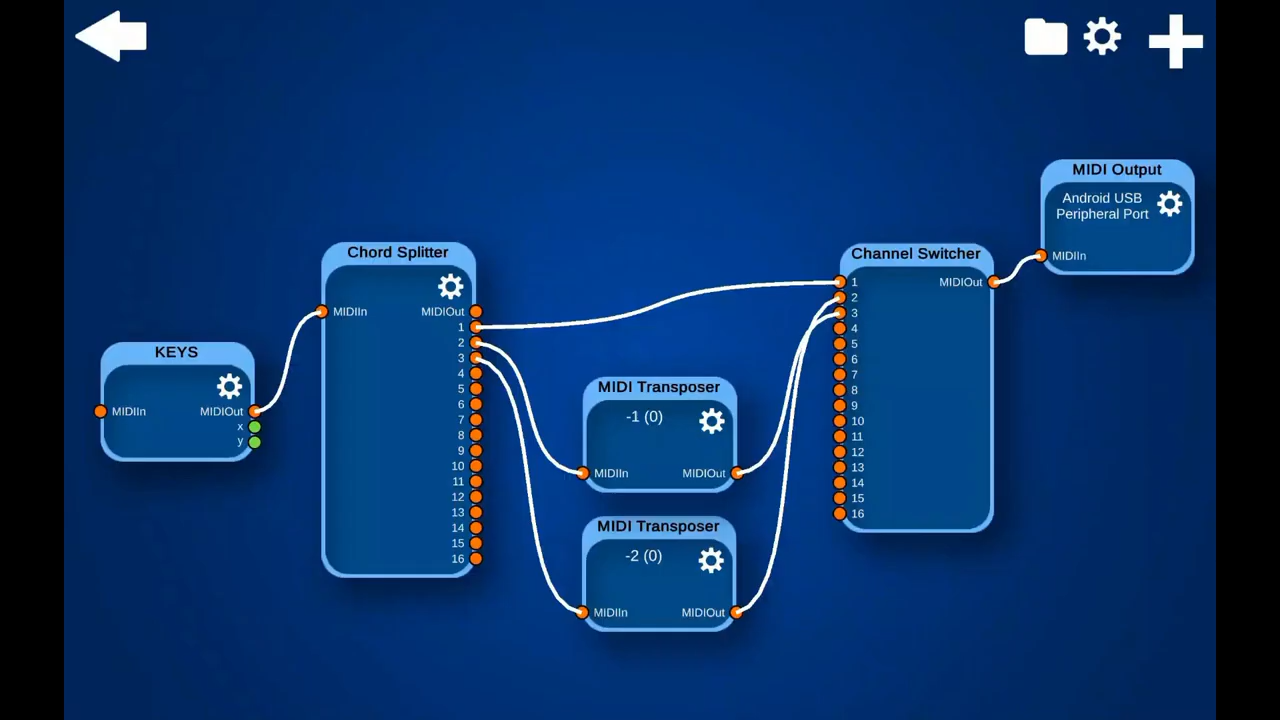 MIDI Output
Android USB
Peripheral Port
MIDIIn
Chord Splitter
MIDIIn
MIDIOut
1
2
3
4
5
6
7
8
9
10
11
12
13
14
15
16
Channel Switcher
1
MIDIOut
2
3
4
5
6
7
8
9
10
11
12
13
14
15
16
KEYS
MIDIIn
MIDIOut
x
y
MIDI Transposer
-1 (0)
MIDIIn
MIDIOut
MIDI Transposer
-2 (0)
MIDIIn
MIDIOut